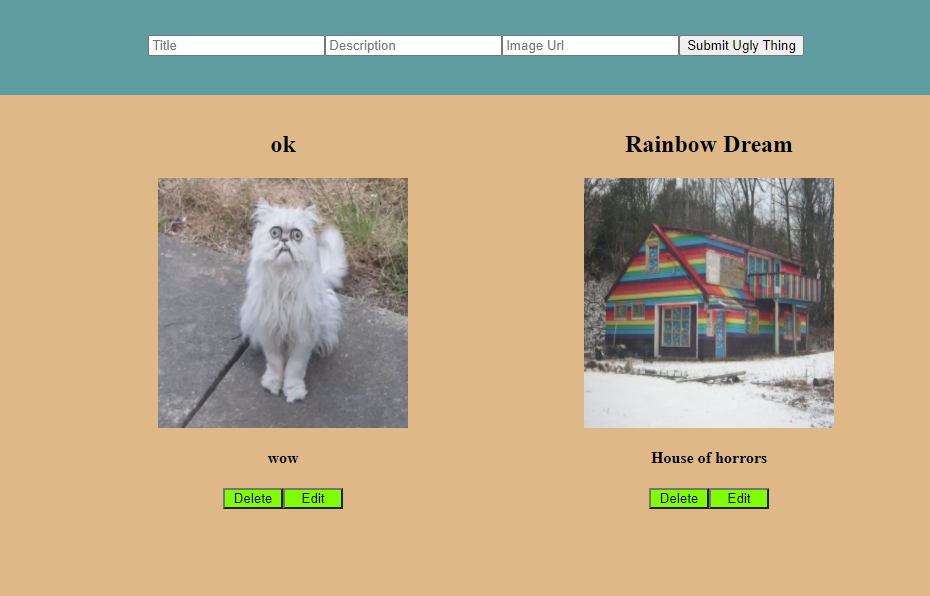 Title Description Image Url Submit Ugly Thing
ok
Rainbow Dream
wow
House of horrors
Delete Edit
Delete Edit